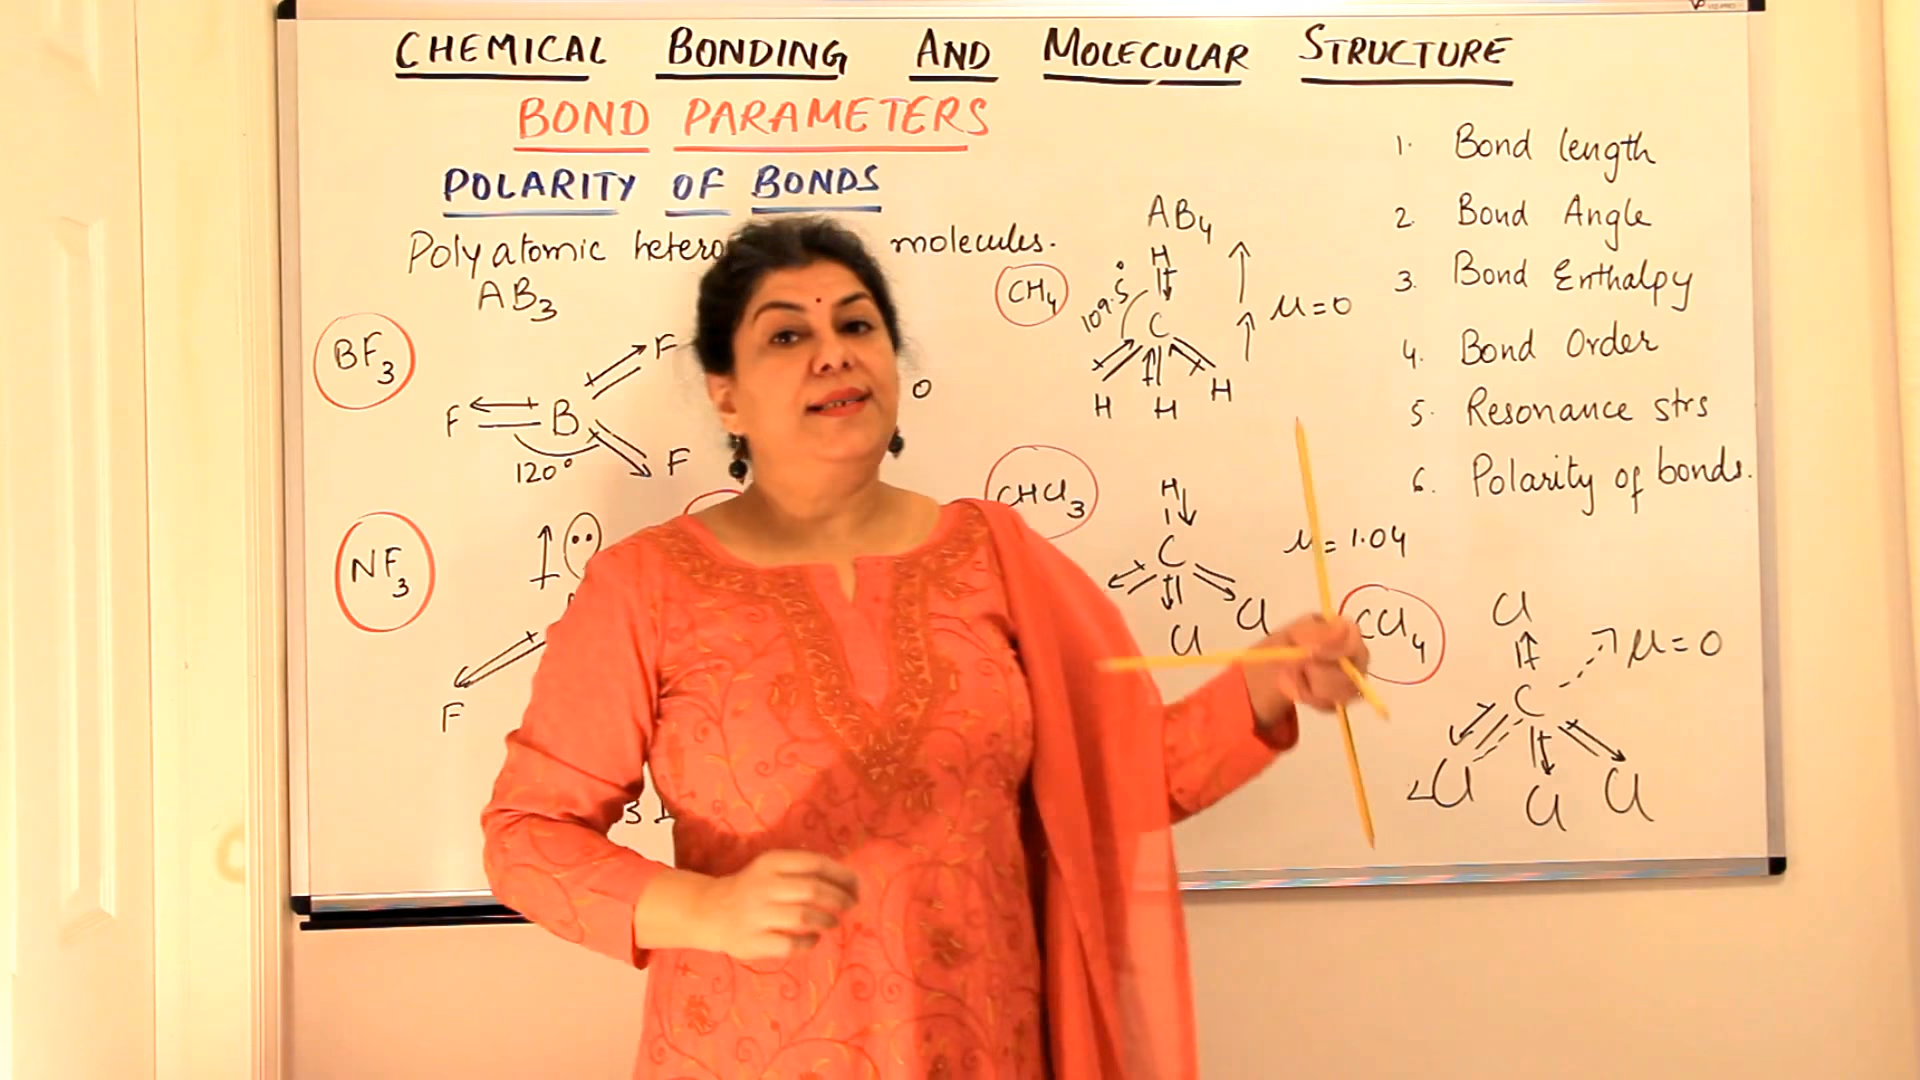 CHEMICAL BONDING AND MOLECULAR STRUCTURE
BOND PARAMETERS
POLARITY OF BONDS
Polyatomic hetero molecules.
AB3
BF3
F
F B
120° F
NF3
F
3
0
AB4
CH4 H
109.5°
C
μ=0
H H H
CHCl3
H
C
μ=1.04
Cl Cl
CCl4
Cl
μ=0
C
Cl Cl Cl
1. Bond length
2. Bond Angle
3. Bond Enthalpy
4. Bond Order
5. Resonance strs
6. Polarity of bonds.